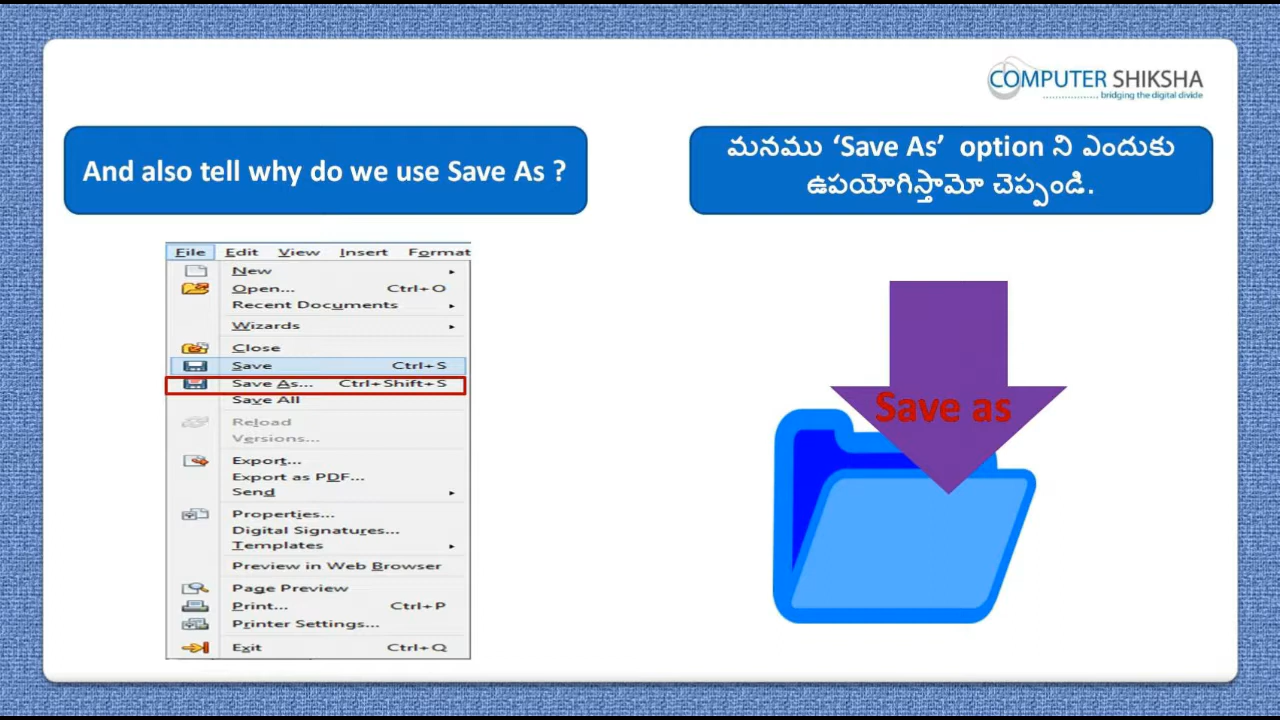 COMPUTER SHIKSHA
bridging the digital divide
And also tell why do we use Save As ?
మనము ‘Save As’ option ని ఎందుకు
ఉపయోగిస్తామో చెప్పండి.
File Edit View Insert Format
New
Open... Ctrl+O
Recent Documents
Wizards
Close
Save Ctrl+S
Save As... Ctrl+Shift+S
Save All
Reload
Versions...
Export...
Export as PDF...
Send
Properties...
Digital Signatures...
Templates
Preview in Web Browser
Page Preview
Print... Ctrl+P
Printer Settings...
Exit Ctrl+Q
Save as